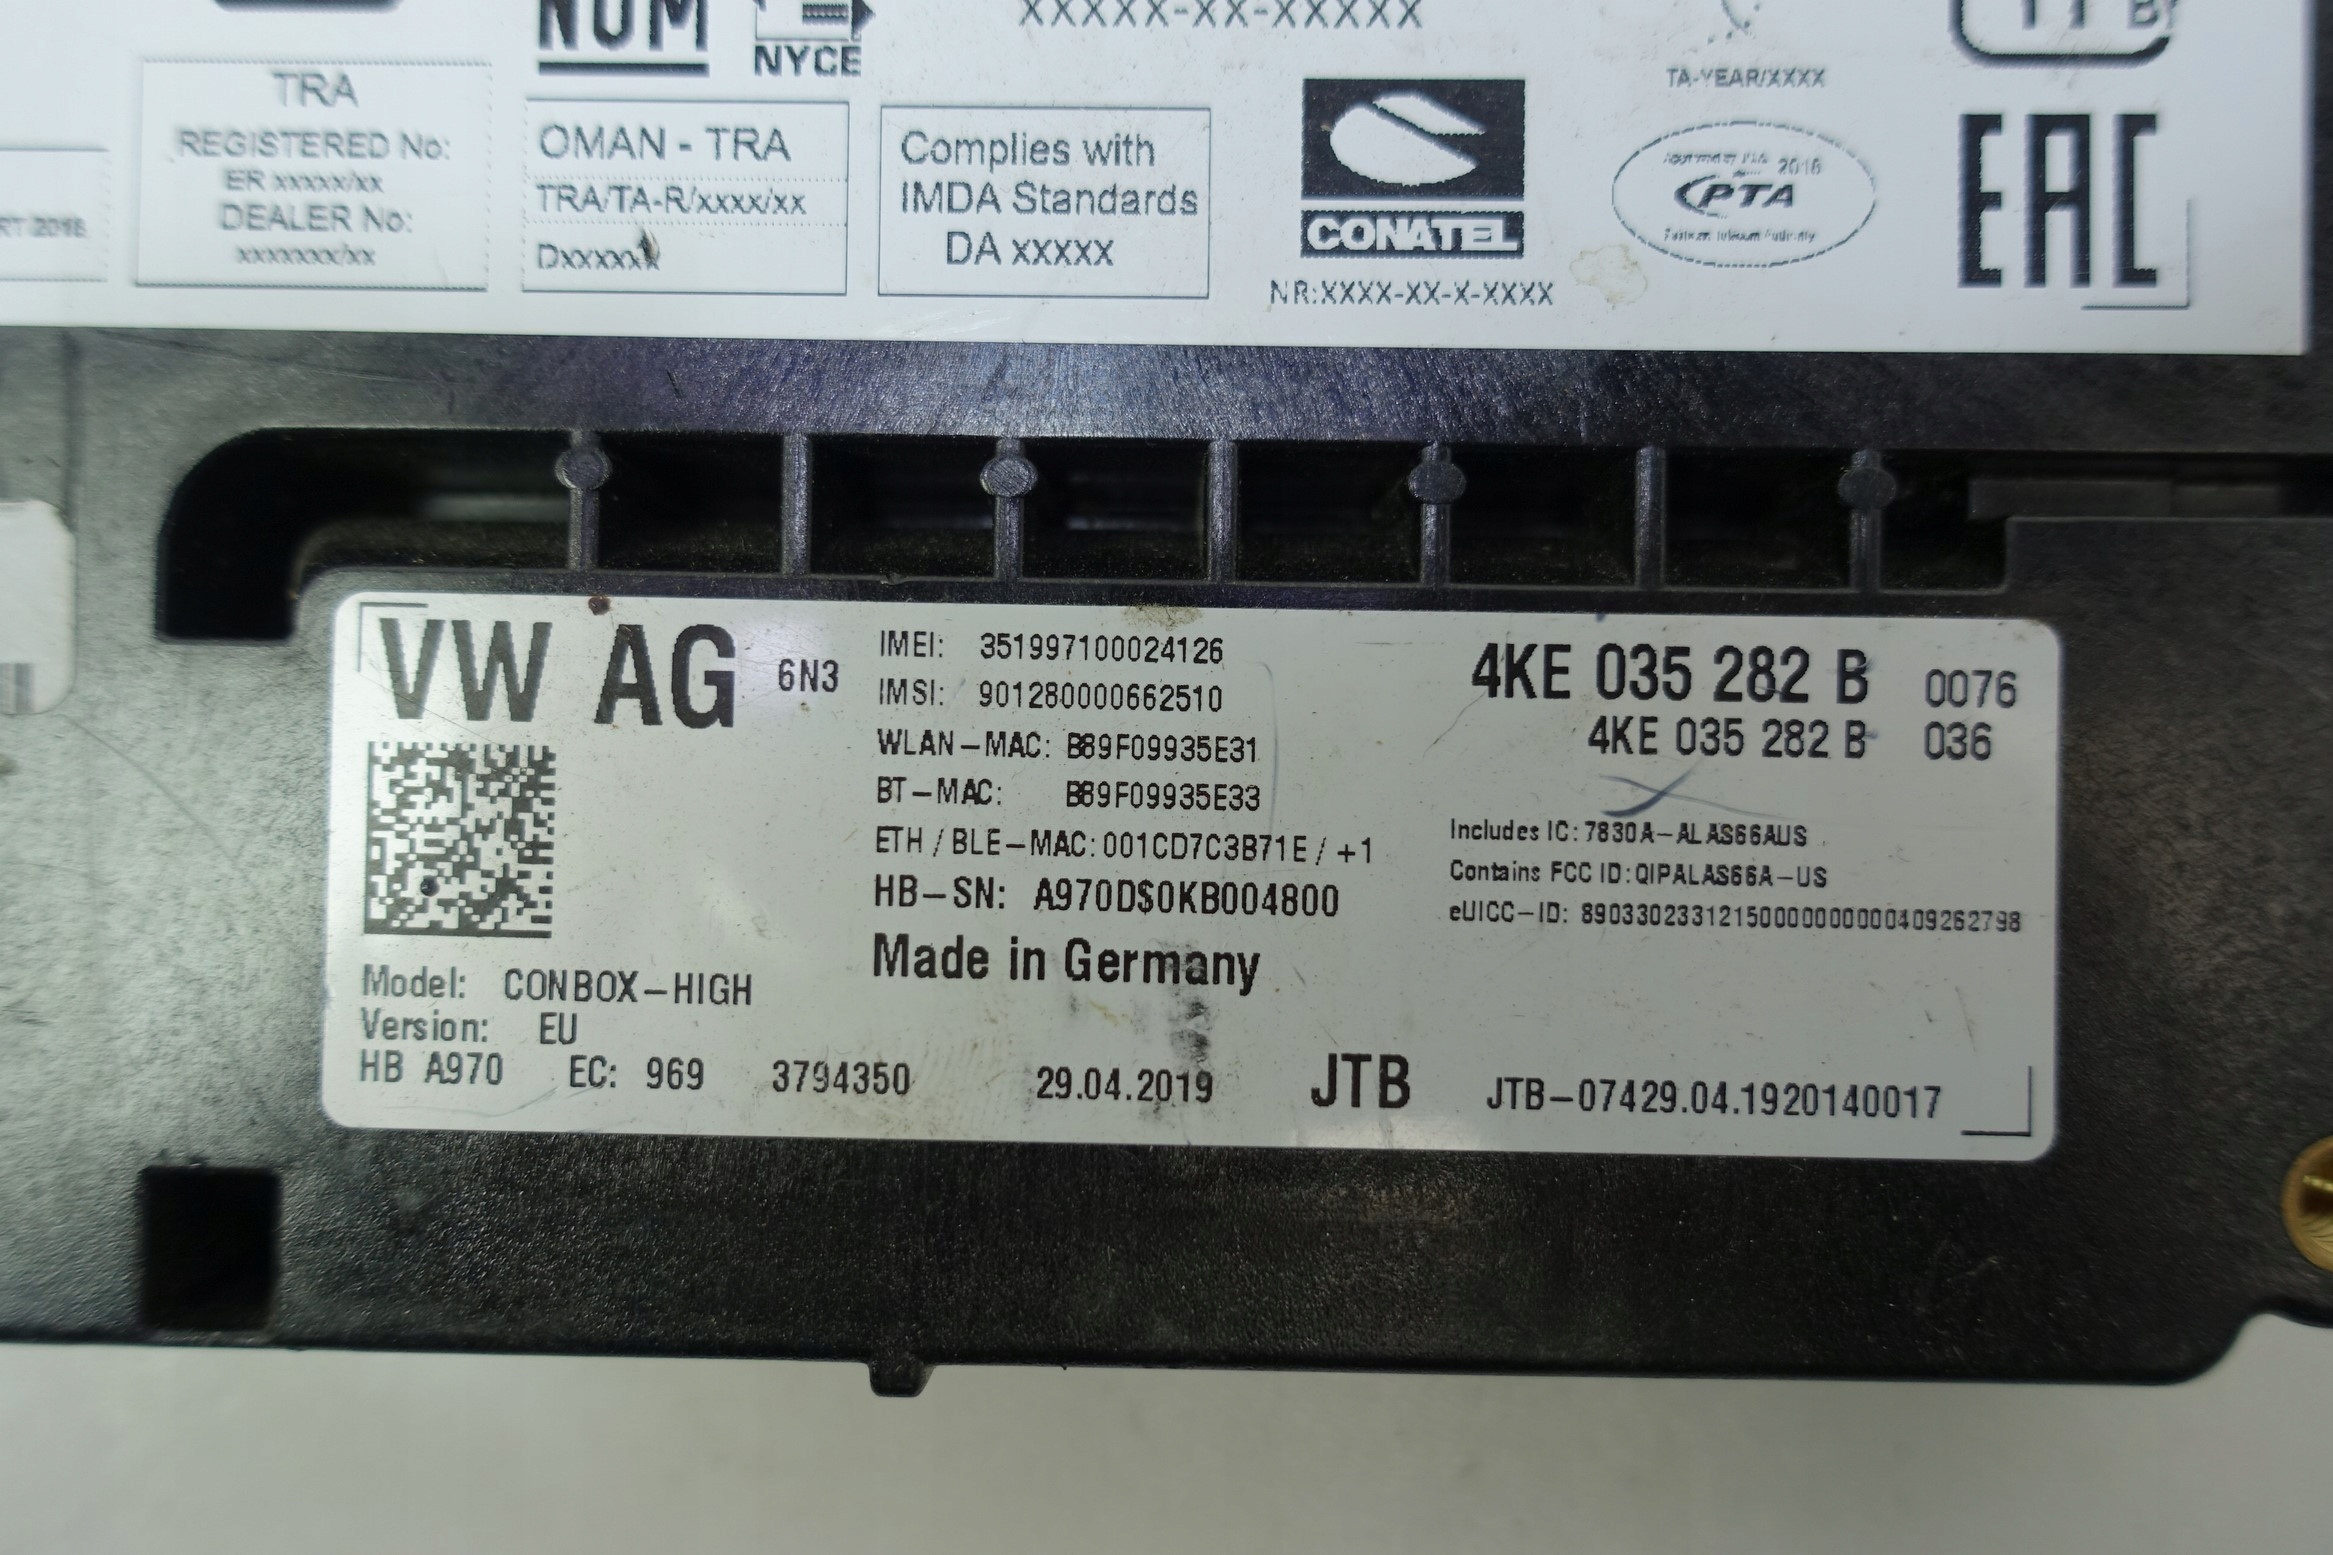 NOM
NYCE
XXXXX-XX-XXXXX
TA-YEAR/XXXX
TRA
REGISTERED No:
ER xxxxx/xx
DEALER No:
xxxxxxx/xx
OMAN - TRA
TRA/TA-R/xxxx/xx
Dxxxxxx
Complies with
IMDA Standards
DA xxxxx
CONATEL
NR:XXXX-XX-X-XXXX
2018
PTA
EAC
VW AG 6N3
IMEI: 351997100024126
IMSI: 901280000662510
WLAN-MAC: B89F09935E31
BT-MAC: B89F09935E33
ETH / BLE-MAC: 001CD7C3B71E / +1
HB-SN: A970D$0KB004800
Made in Germany
4KE 035 282 B 0076
4KE 035 282 B 036
Includes IC: 7830A-ALAS66AUS
Contains FCC ID: QIPALAS66A-US
eUICC-ID: 89033023312150000000000409262798
Model: CONBOX-HIGH
Version: EU
HB A970 EC: 969 3794350 29.04.2019 JTB JTB-07429.04.1920140017